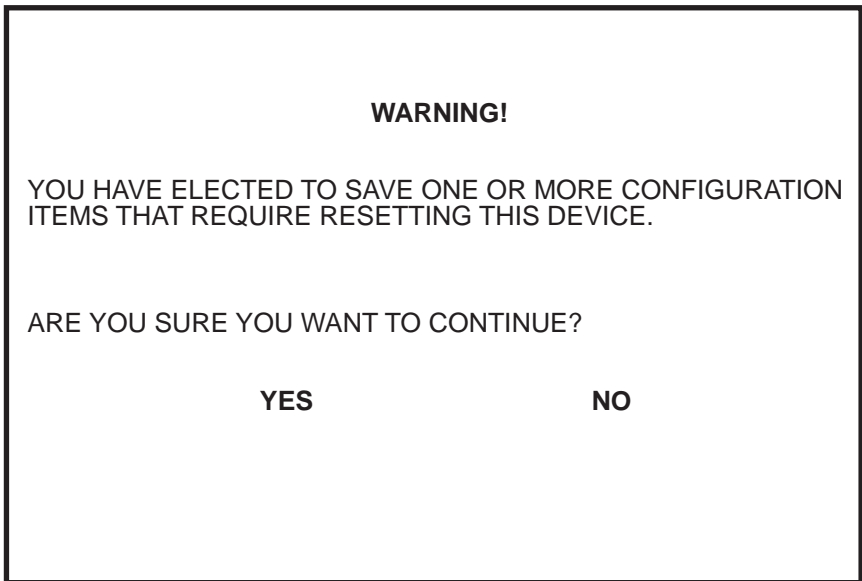 WARNING!
YOU HAVE ELECTED TO SAVE ONE OR MORE CONFIGURATION
ITEMS THAT REQUIRE RESETTING THIS DEVICE.
ARE YOU SURE YOU WANT TO CONTINUE?
YES NO